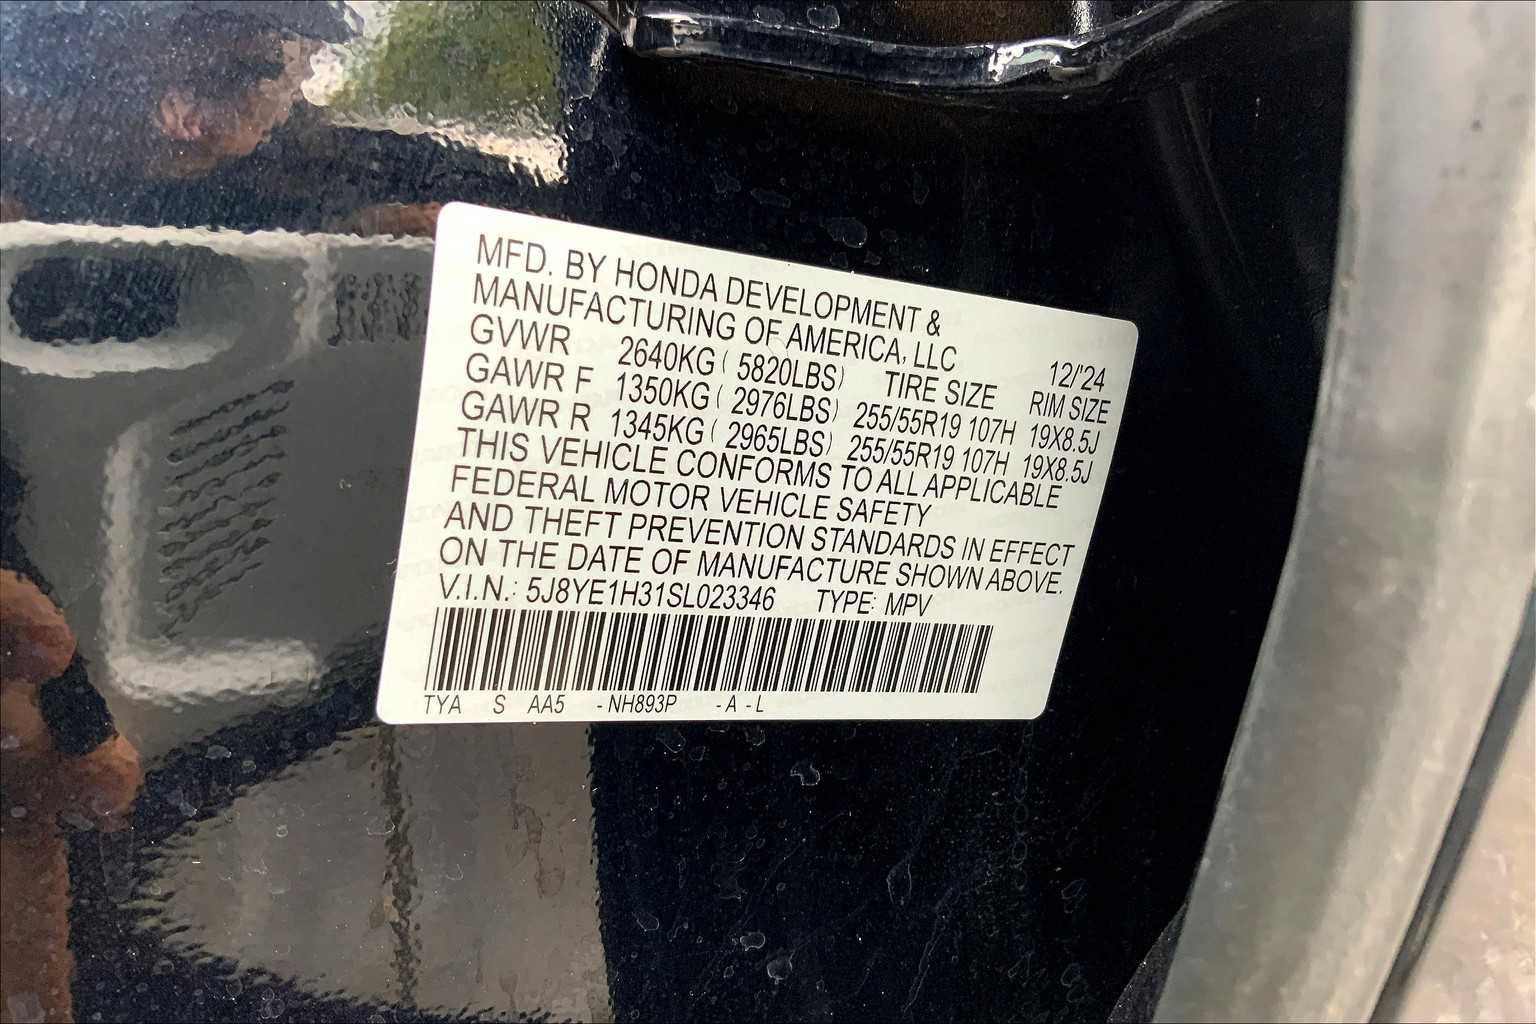 MFD. BY HONDA DEVELOPMENT &
MANUFACTURING OF AMERICA, LLC 12/'24
GVWR 2640KG ( 5820LBS) TIRE SIZE RIM SIZE
GAWR F 1350KG ( 2976LBS) 255/55R19 107H 19X8.5J
GAWR R 1345KG ( 2965LBS) 255/55R19 107H 19X8.5J
THIS VEHICLE CONFORMS TO ALL APPLICABLE
FEDERAL MOTOR VEHICLE SAFETY
AND THEFT PREVENTION STANDARDS IN EFFECT
ON THE DATE OF MANUFACTURE SHOWN ABOVE.
V.I.N.: 5J8YE1H31SL023346 TYPE: MPV
TYA S AA5 - NH893P - A - L